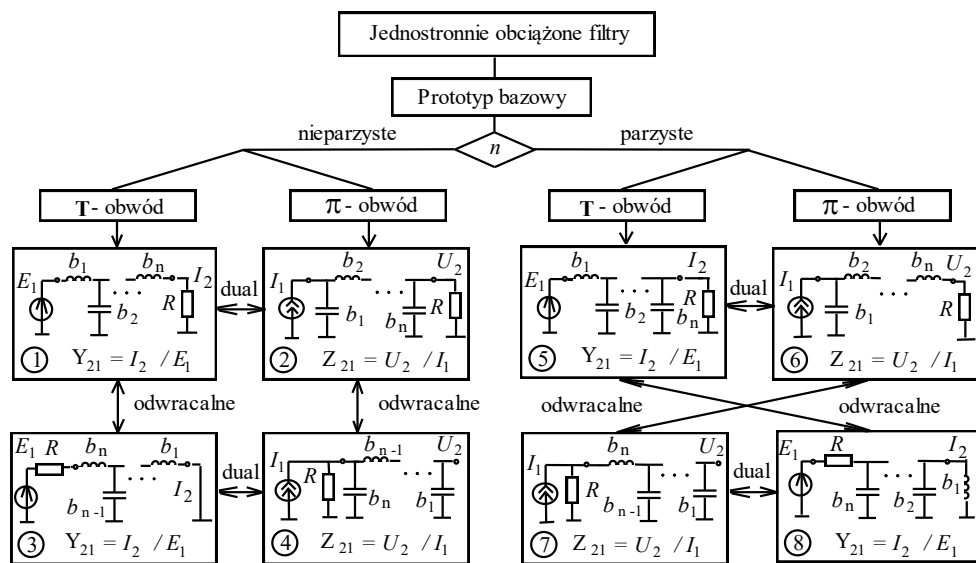 Jednostronnie obciążone filtry
Prototyp bazowy
nieparzyste n parzyste
T - obwód
π - obwód
T - obwód
π - obwód
E₁ b₁ bₙ I₂
b₂ . . . R
① Y₂₁ = I₂ / E₁
dual
I₁ b₂ U₂
b₁ . . . bₙ R
② Z₂₁ = U₂ / I₁
E₁ b₁ I₂
b₂ . . . bₙ R
⑤ Y₂₁ = I₂ / E₁
dual
I₁ b₂ bₙ U₂
b₁ . . . R
⑥ Z₂₁ = U₂ / I₁
odwracalne
odwracalne
odwracalne
odwracalne
E₁ R bₙ b₁
bₙ₋₁ . . . I₂
③ Y₂₁ = I₂ / E₁
dual
I₁ bₙ₋₁ U₂
R bₙ . . . b₁
④ Z₂₁ = U₂ / I₁
I₁ bₙ U₂
R bₙ₋₁ . . . b₁
⑦ Z₂₁ = U₂ / I₁
dual
E₁ R I₂
bₙ . . . b₂ b₁
⑧ Y₂₁ = I₂ / E₁